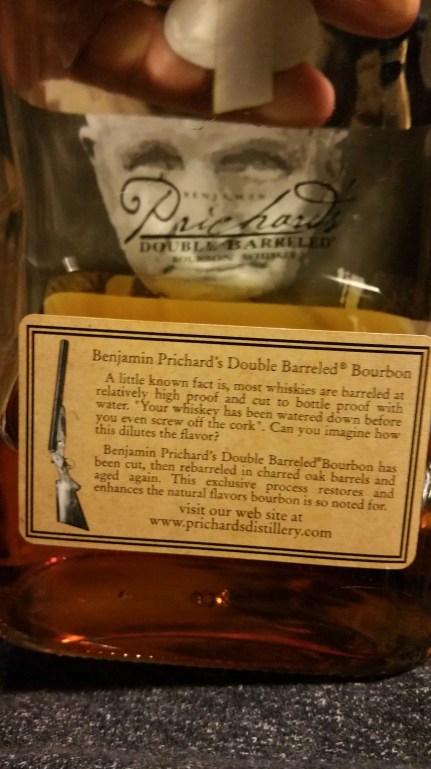 BENJAMIN
Prichard's
DOUBLE BARRELED
BOURBON WHISKEY
Benjamin Prichard's Double Barreled® Bourbon
A little known fact is, most whiskies are barreled at
relatively high proof and cut to bottle proof with
water. "Your whiskey has been watered down before
you even screw off the cork". Can you imagine how
this dilutes the flavor?
Benjamin Prichard's Double Barreled®Bourbon has
been cut, then rebarreled in charred oak barrels and
aged again. This exclusive process restores and
enhances the natural flavors bourbon is so noted for.
visit our web site at
www.prichardsdistillery.com